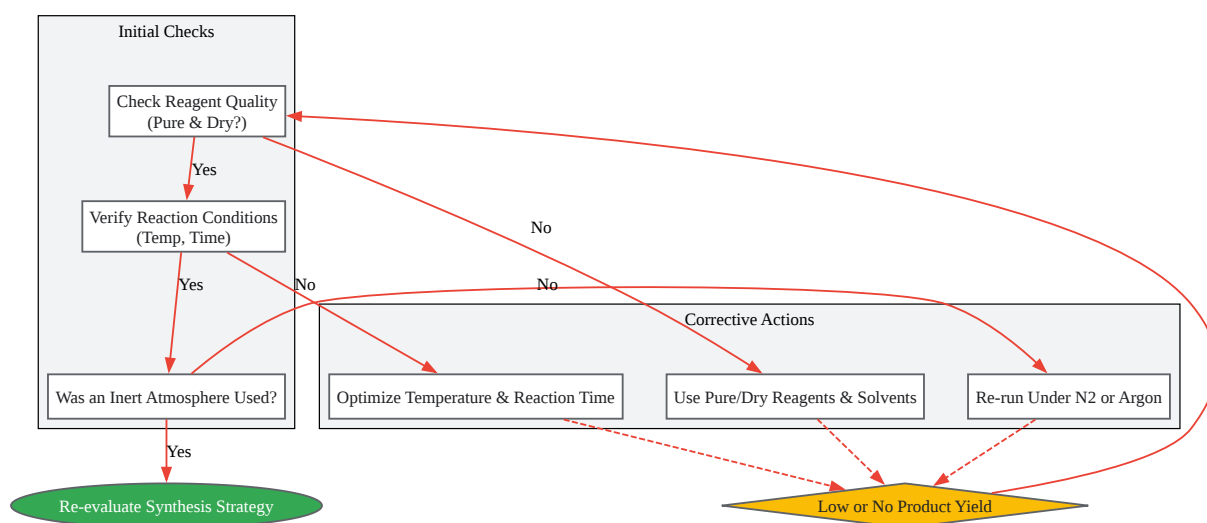 Initial Checks
Check Reagent Quality
(Pure & Dry?)
Yes
Verify Reaction Conditions
(Temp, Time)
No
Yes
No
No
Corrective Actions
Was an Inert Atmosphere Used?
Optimize Temperature & Reaction Time
Use Pure/Dry Reagents & Solvents
Re-run Under N2 or Argon
Yes
Re-evaluate Synthesis Strategy
Low or No Product Yield